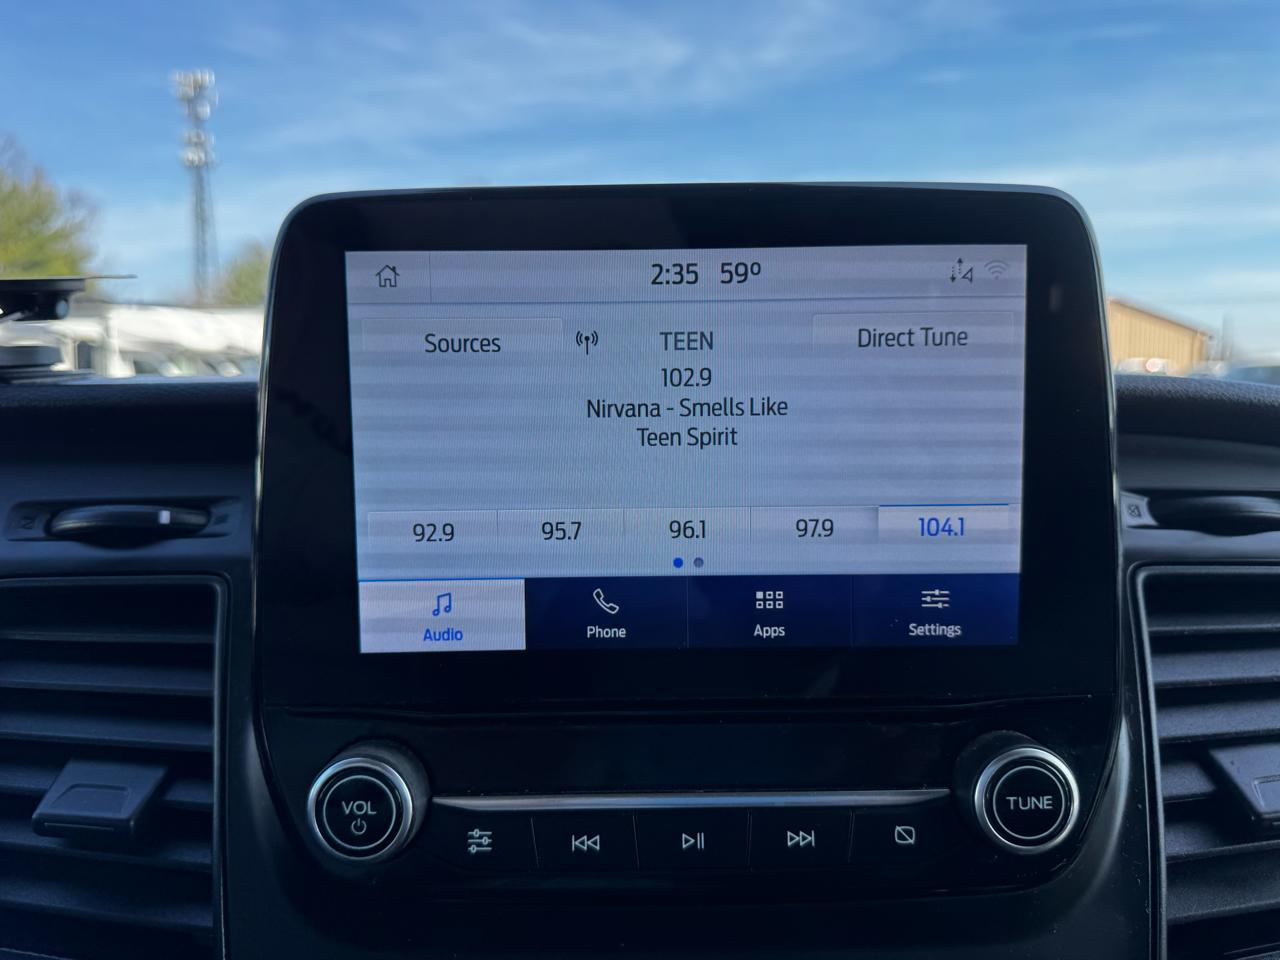 2:35 59°
Sources
TEEN
Direct Tune
102.9
Nirvana - Smells Like
Teen Spirit
92.9
95.7
96.1
97.9
104.1
Audio
Phone
Apps
Settings
VOL
TUNE